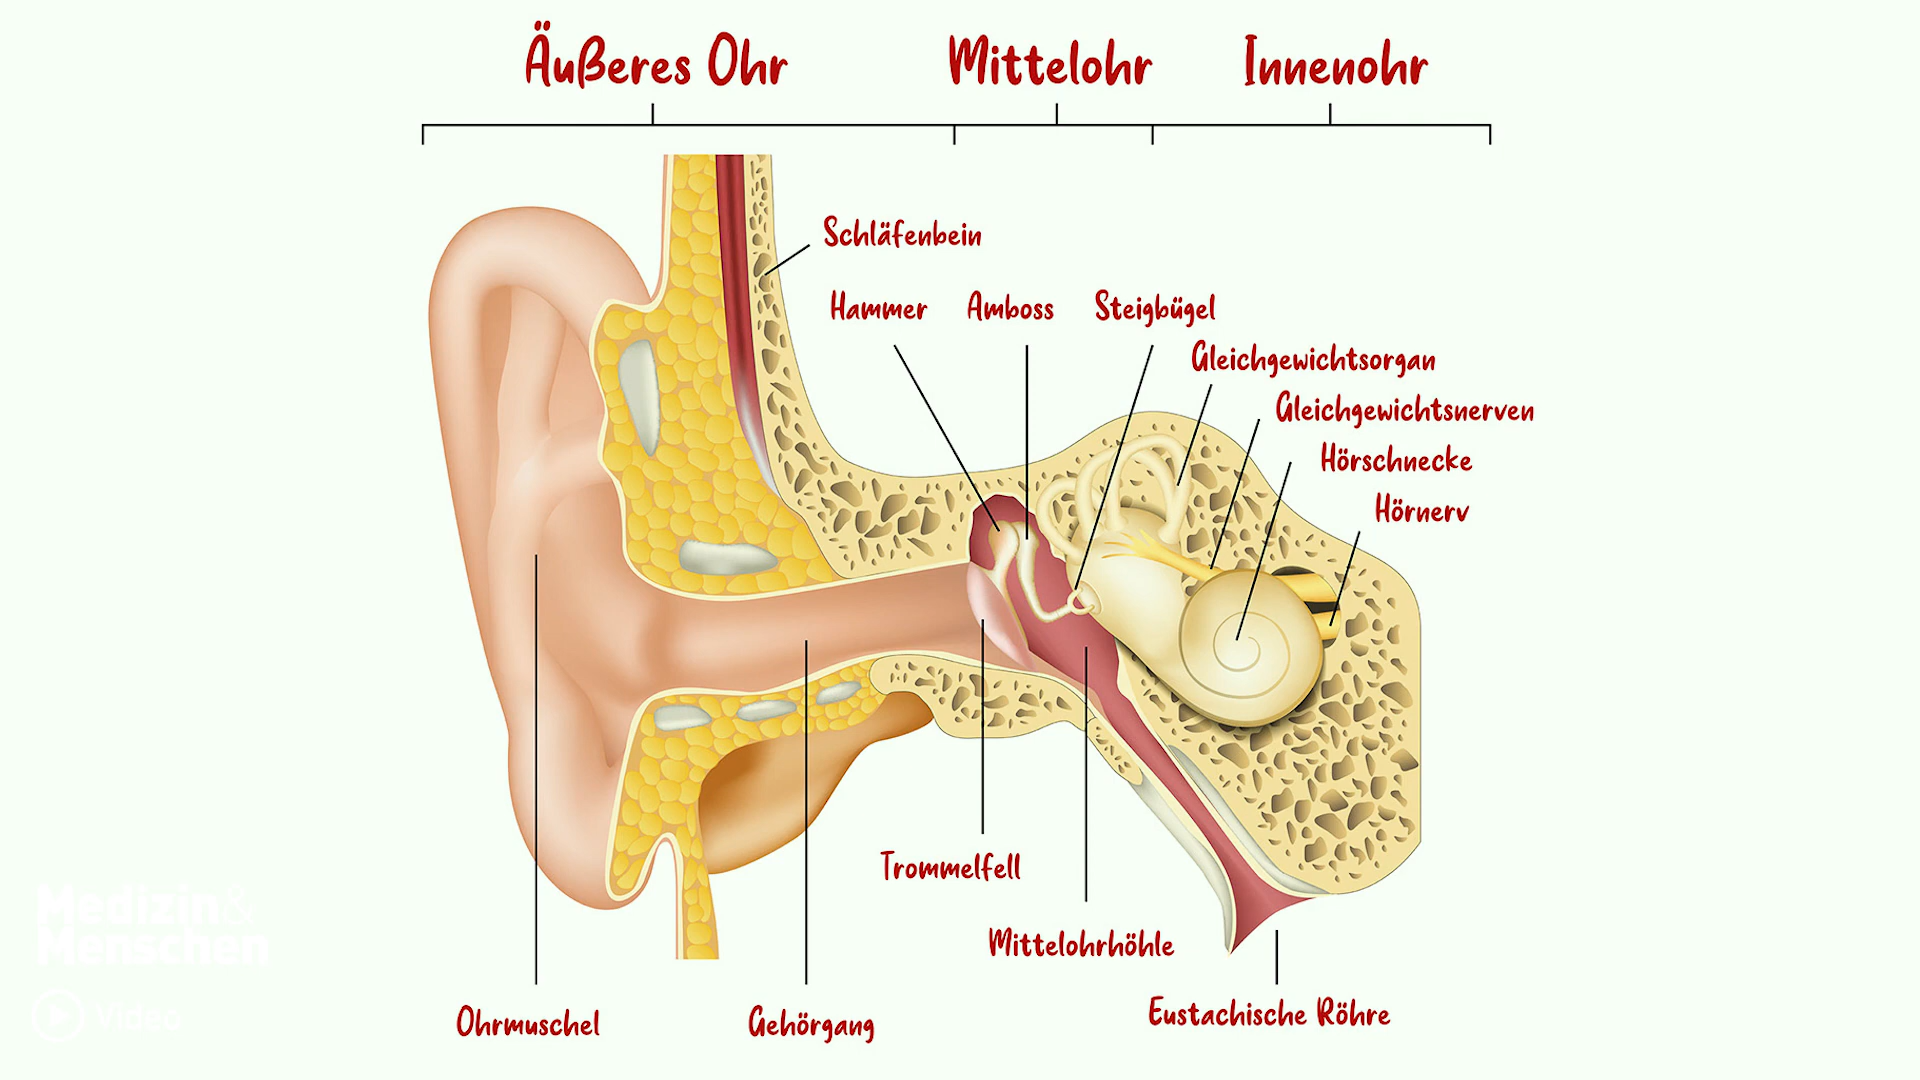 Äußeres Ohr
Mittelohr
Innenohr
Schläfenbein
Hammer
Amboss
Steigbügel
Gleichgewichtsorgan
Gleichgewichtsnerven
Hörschnecke
Hörnerv
Trommelfell
Mittelohrhöhle
Ohrmuschel
Gehörgang
Eustachische Röhre
Medizin&
Menschen
Video